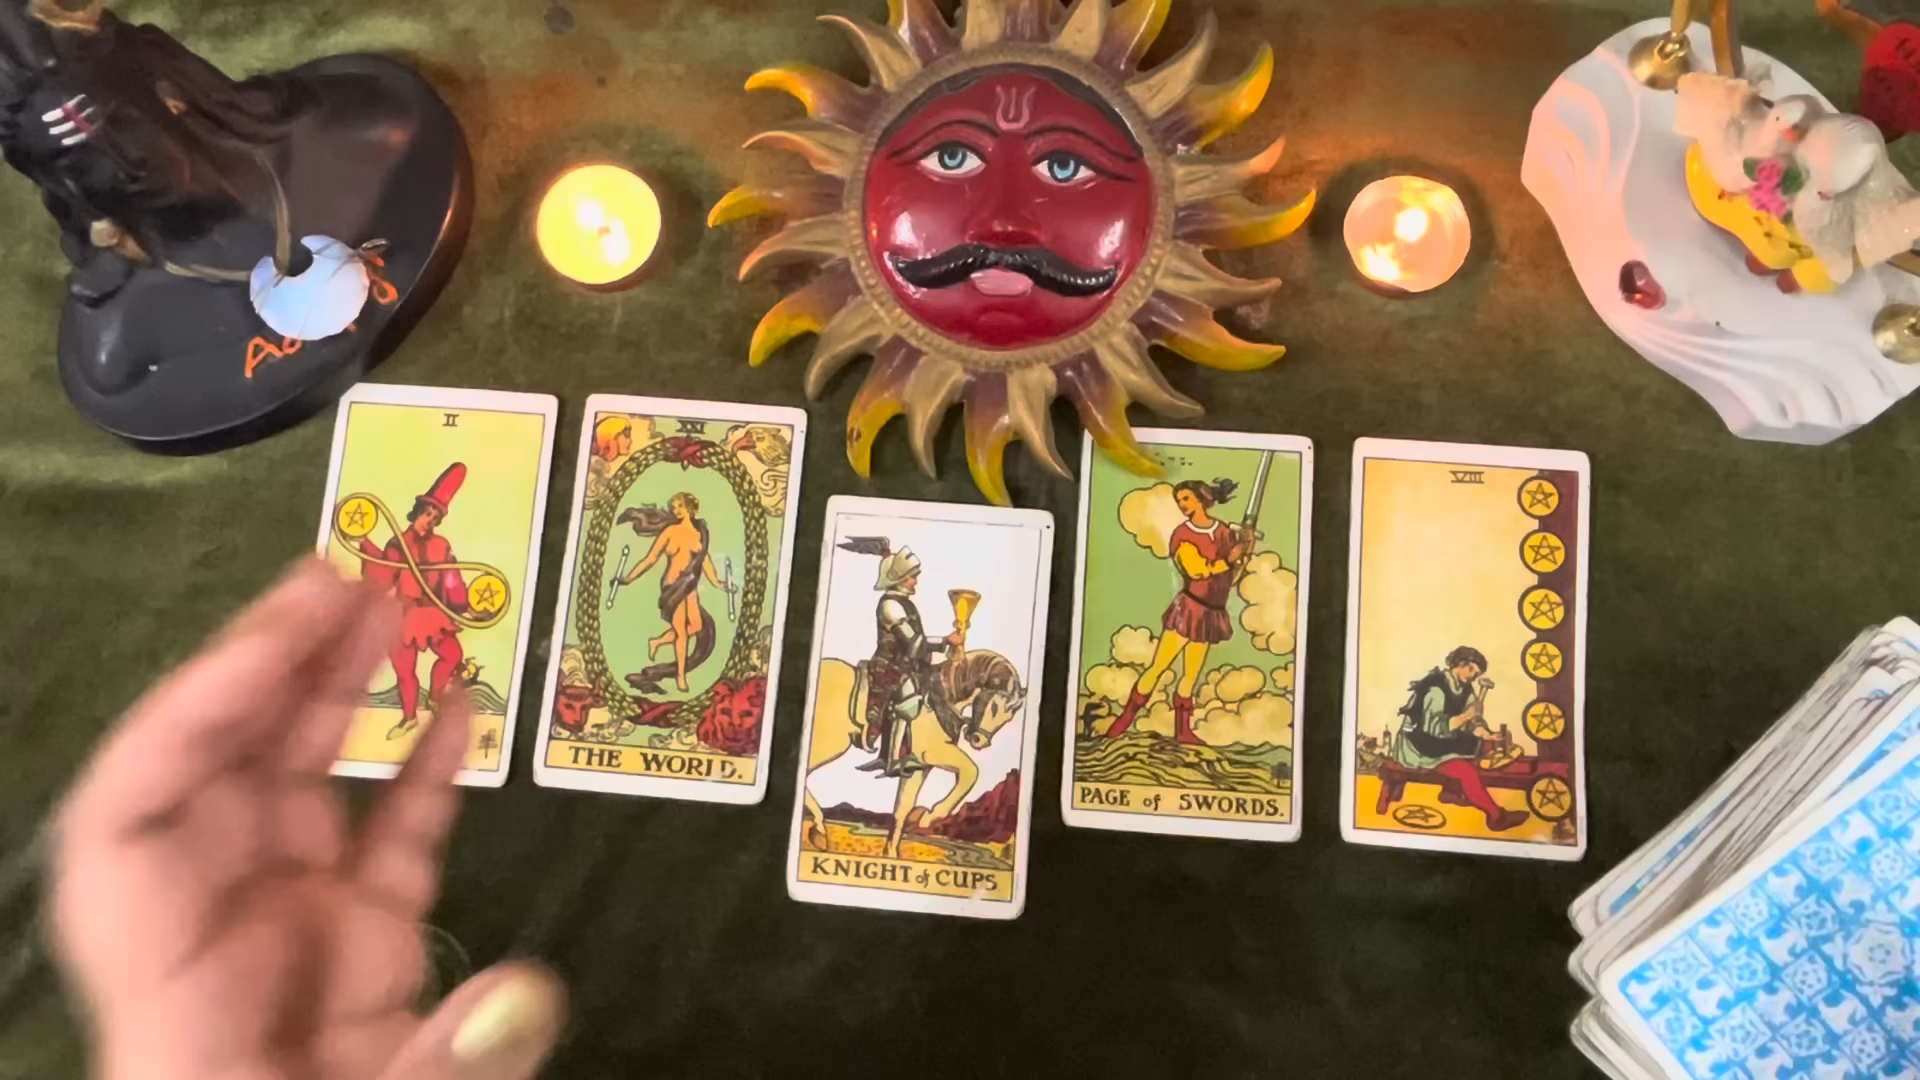 II
XXI
THE WORLD.
KNIGHT of CUPS
PAGE of SWORDS.
VIII